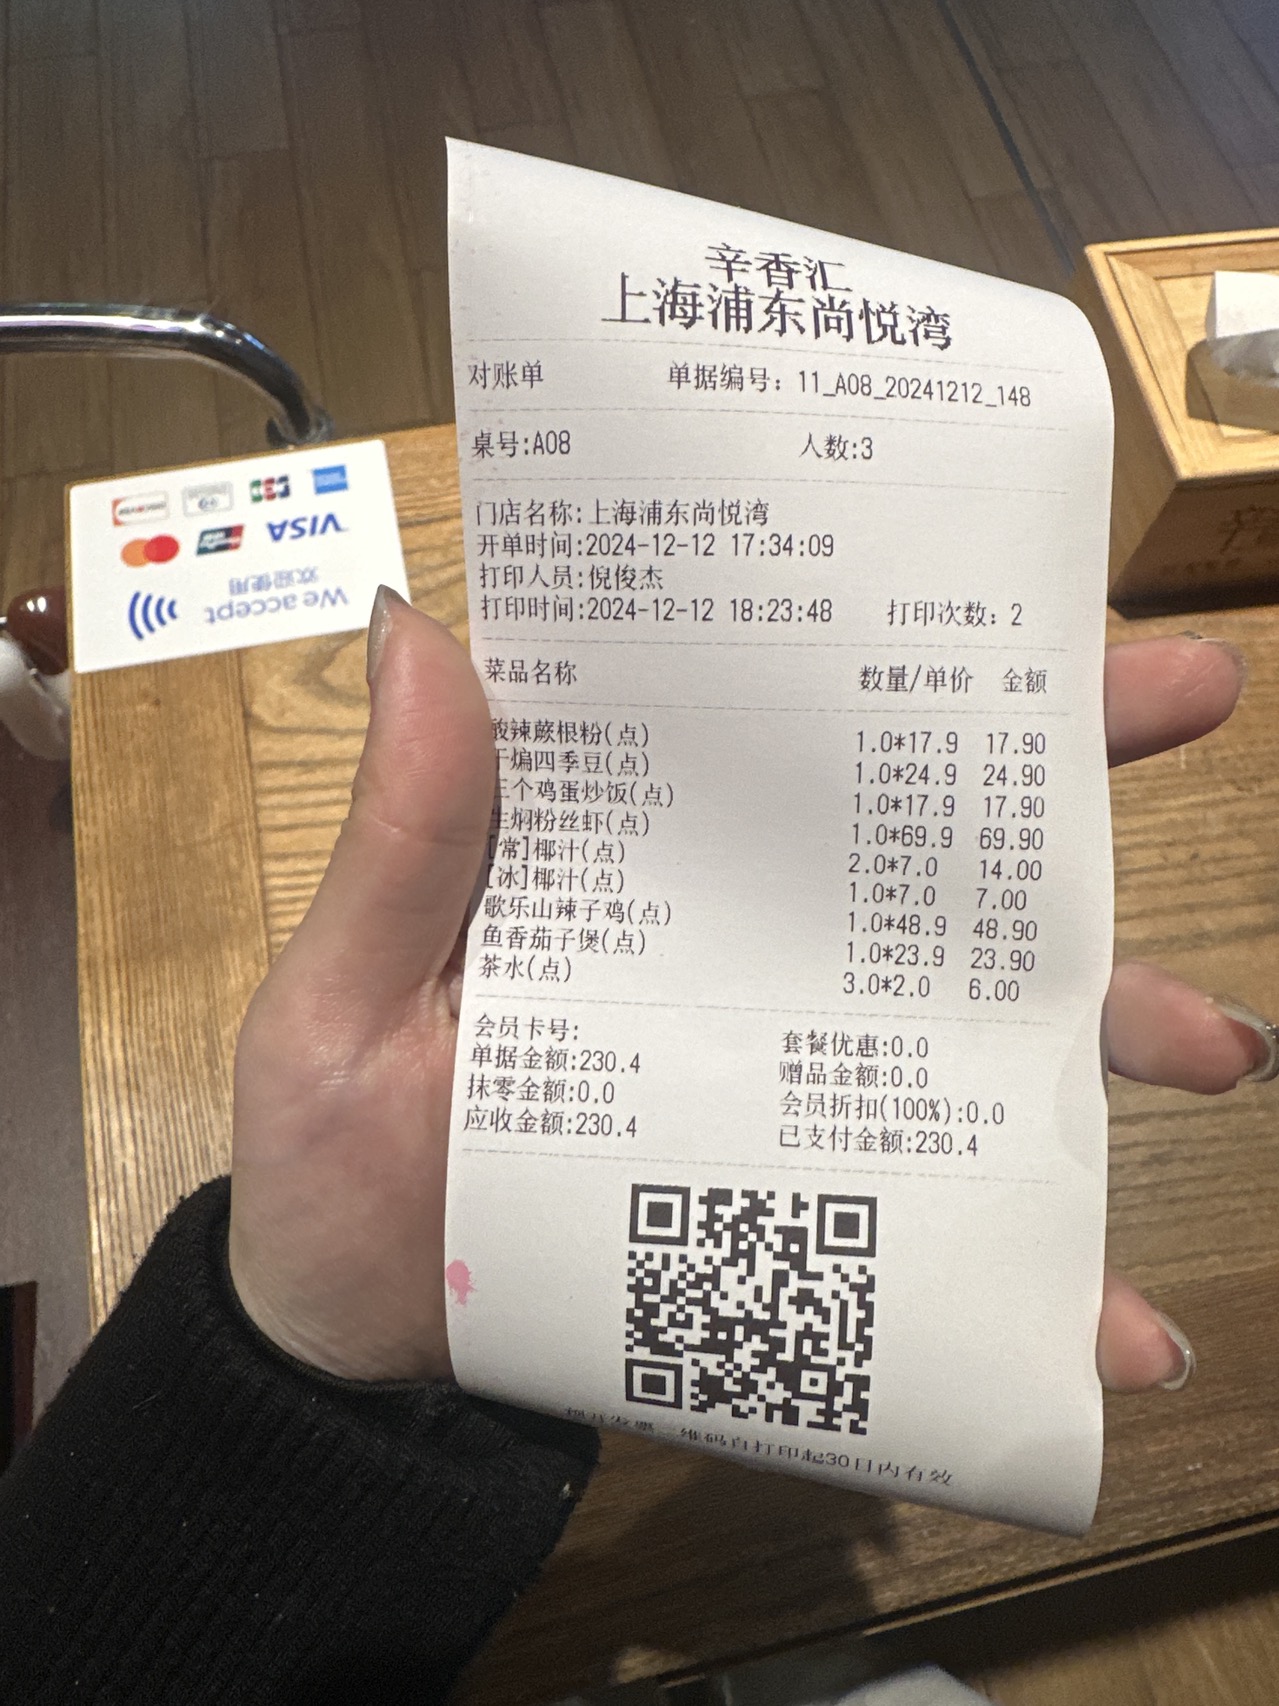 辛香汇
上海浦东尚悦湾
对账单 单据编号：11_A08_20241212_148
桌号:A08 人数:3
门店名称:上海浦东尚悦湾
开单时间:2024-12-12 17:34:09
打印人员:倪俊杰
打印时间:2024-12-12 18:23:48 打印次数：2
菜品名称 数量/单价 金额
酸辣蕨根粉(点) 1.0*17.9 17.90
干煸四季豆(点) 1.0*24.9 24.90
三个鸡蛋炒饭(点) 1.0*17.9 17.90
生焖粉丝虾(点) 1.0*69.9 69.90
[常]椰汁(点) 2.0*7.0 14.00
[冰]椰汁(点) 1.0*7.0 7.00
歌乐山辣子鸡(点) 1.0*48.9 48.90
鱼香茄子煲(点) 1.0*23.9 23.90
茶水(点) 3.0*2.0 6.00
会员卡号: 套餐优惠:0.0
单据金额:230.4 赠品金额:0.0
抹零金额:0.0 会员折扣(100%):0.0
应收金额:230.4 已支付金额:230.4
预开发票二维码自打印起30日内有效
We accept
欢迎使用
VISA
JCB